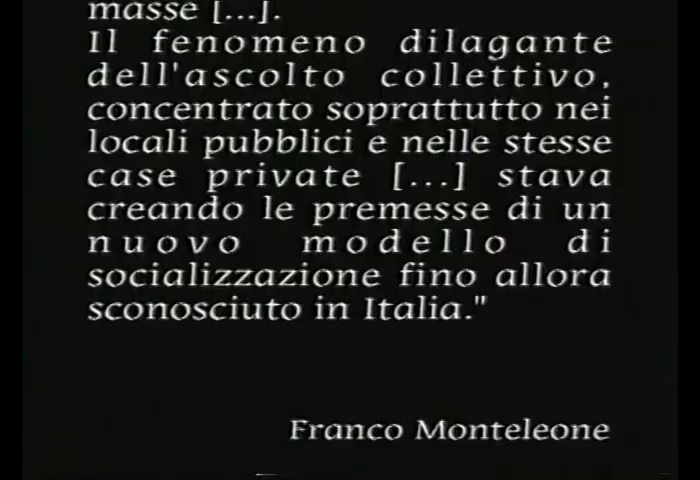 masse [...].
Il fenomeno dilagante
dell'ascolto collettivo,
concentrato soprattutto nei
locali pubblici e nelle stesse
case private [...] stava
creando le premesse di un
nuovo modello di
socializzazione fino allora
sconosciuto in Italia."
Franco Monteleone